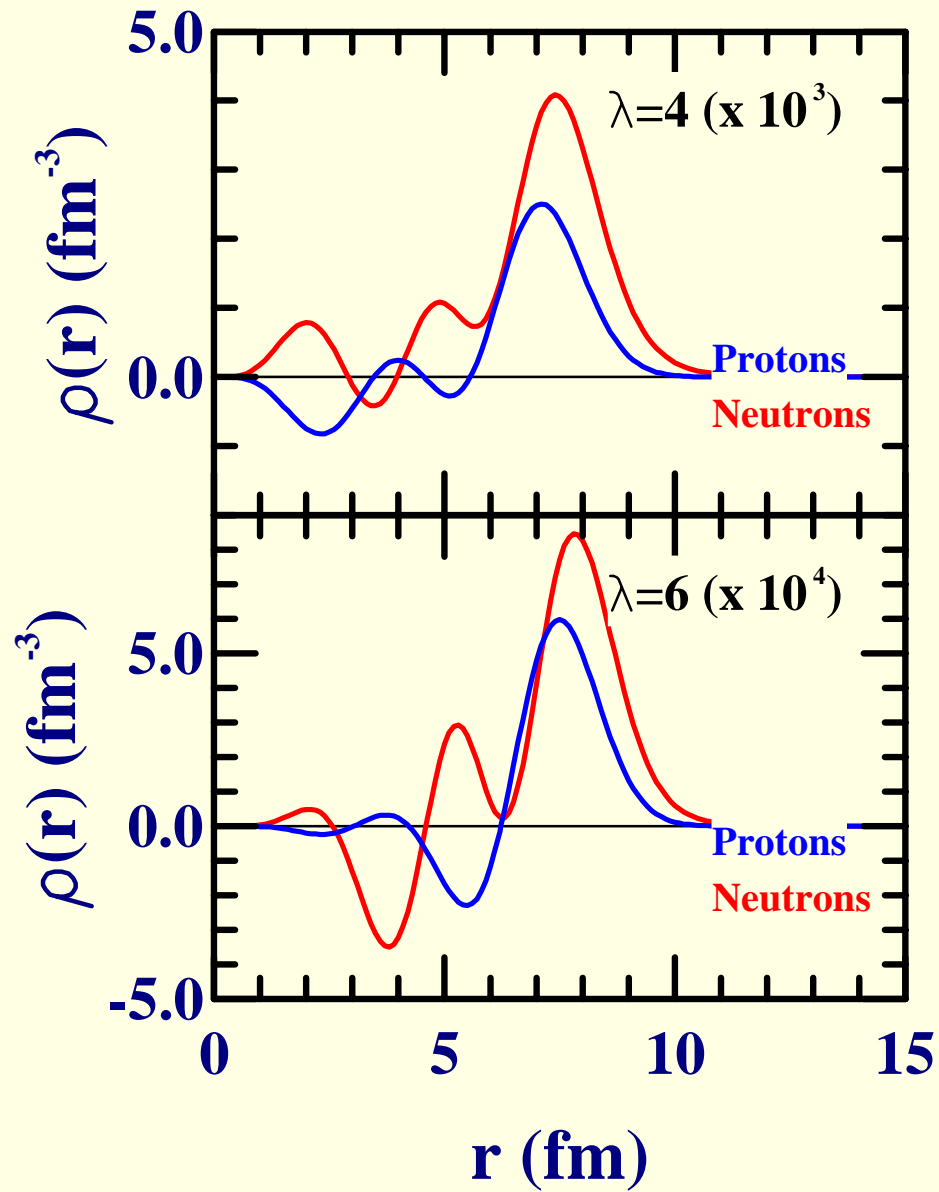 5.0
λ=4 (x 10³)
ρ(r) (fm⁻³)
0.0
Protons
Neutrons
λ=6 (x 10⁴)
5.0
ρ(r) (fm⁻³)
0.0
Protons
Neutrons
-5.0
0 5 10 15
r (fm)